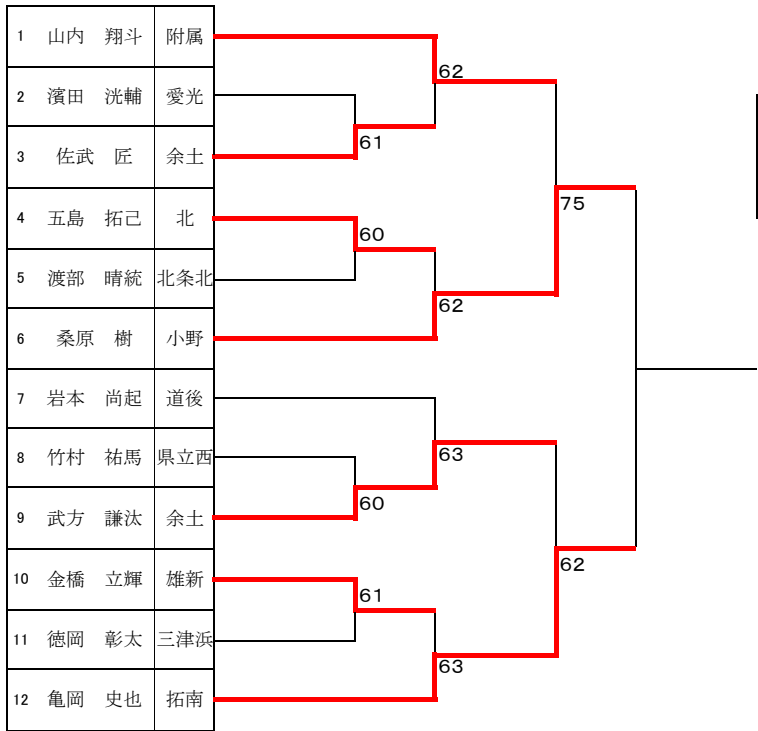 1 山内 翔斗 附属
62
2 濱田 洸輔 愛光
61
3 佐武 匠 余土
75
4 五島 拓己 北
60
5 渡部 晴統 北条北
62
6 桑原 樹 小野
7 岩本 尚起 道後
63
8 竹村 祐馬 県立西
60
9 武方 謙汰 余土
62
10 金橋 立輝 雄新
61
11 徳岡 彰太 三津浜
63
12 亀岡 史也 拓南